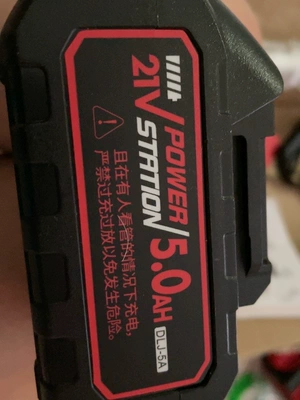 21V POWER STATION 5.0AH
DLJ-5A
且在有人看管的情况下充电,
严禁过充过放以免发生危险。